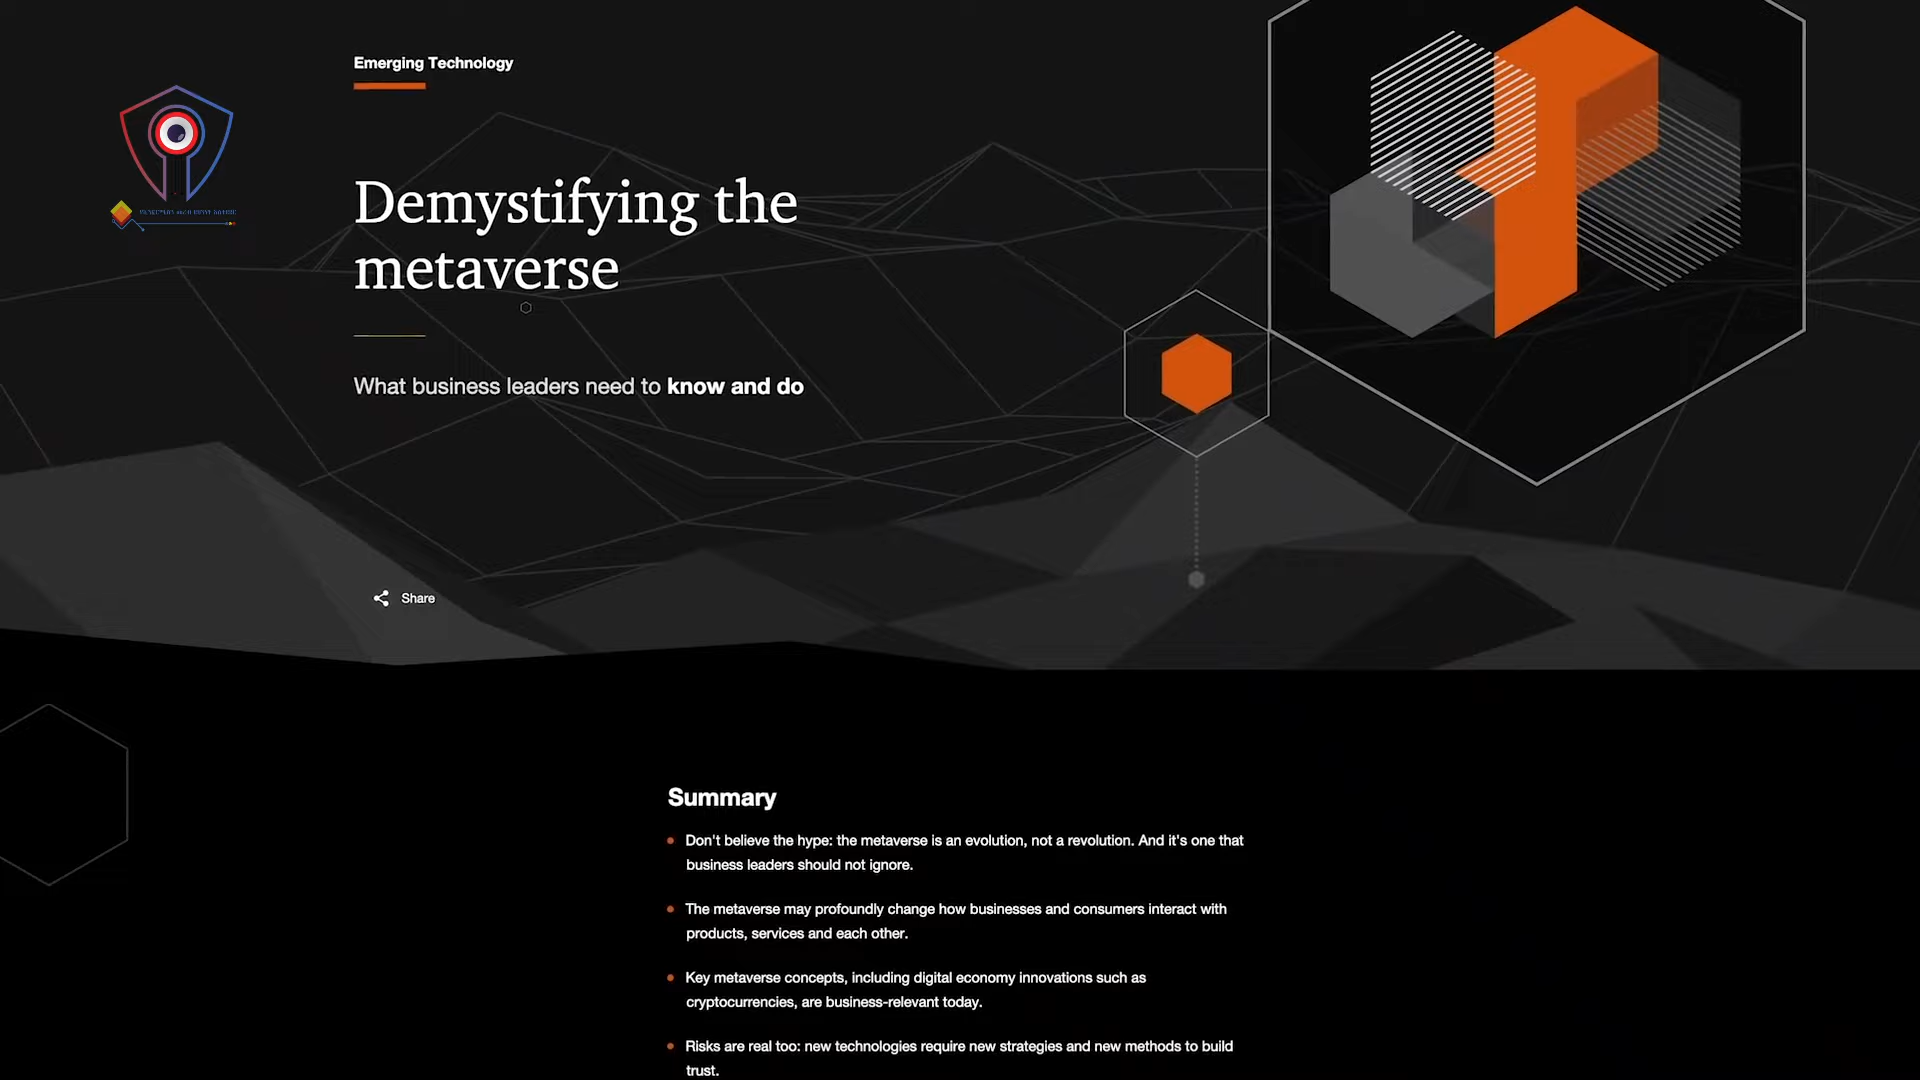 Emerging Technology
Demystifying the
metaverse
What business leaders need to know and do
Share
Summary
Don't believe the hype: the metaverse is an evolution, not a revolution. And it's one that
business leaders should not ignore.
The metaverse may profoundly change how businesses and consumers interact with
products, services and each other.
Key metaverse concepts, including digital economy innovations such as
cryptocurrencies, are business-relevant today.
Risks are real too: new technologies require new strategies and new methods to build
trust.